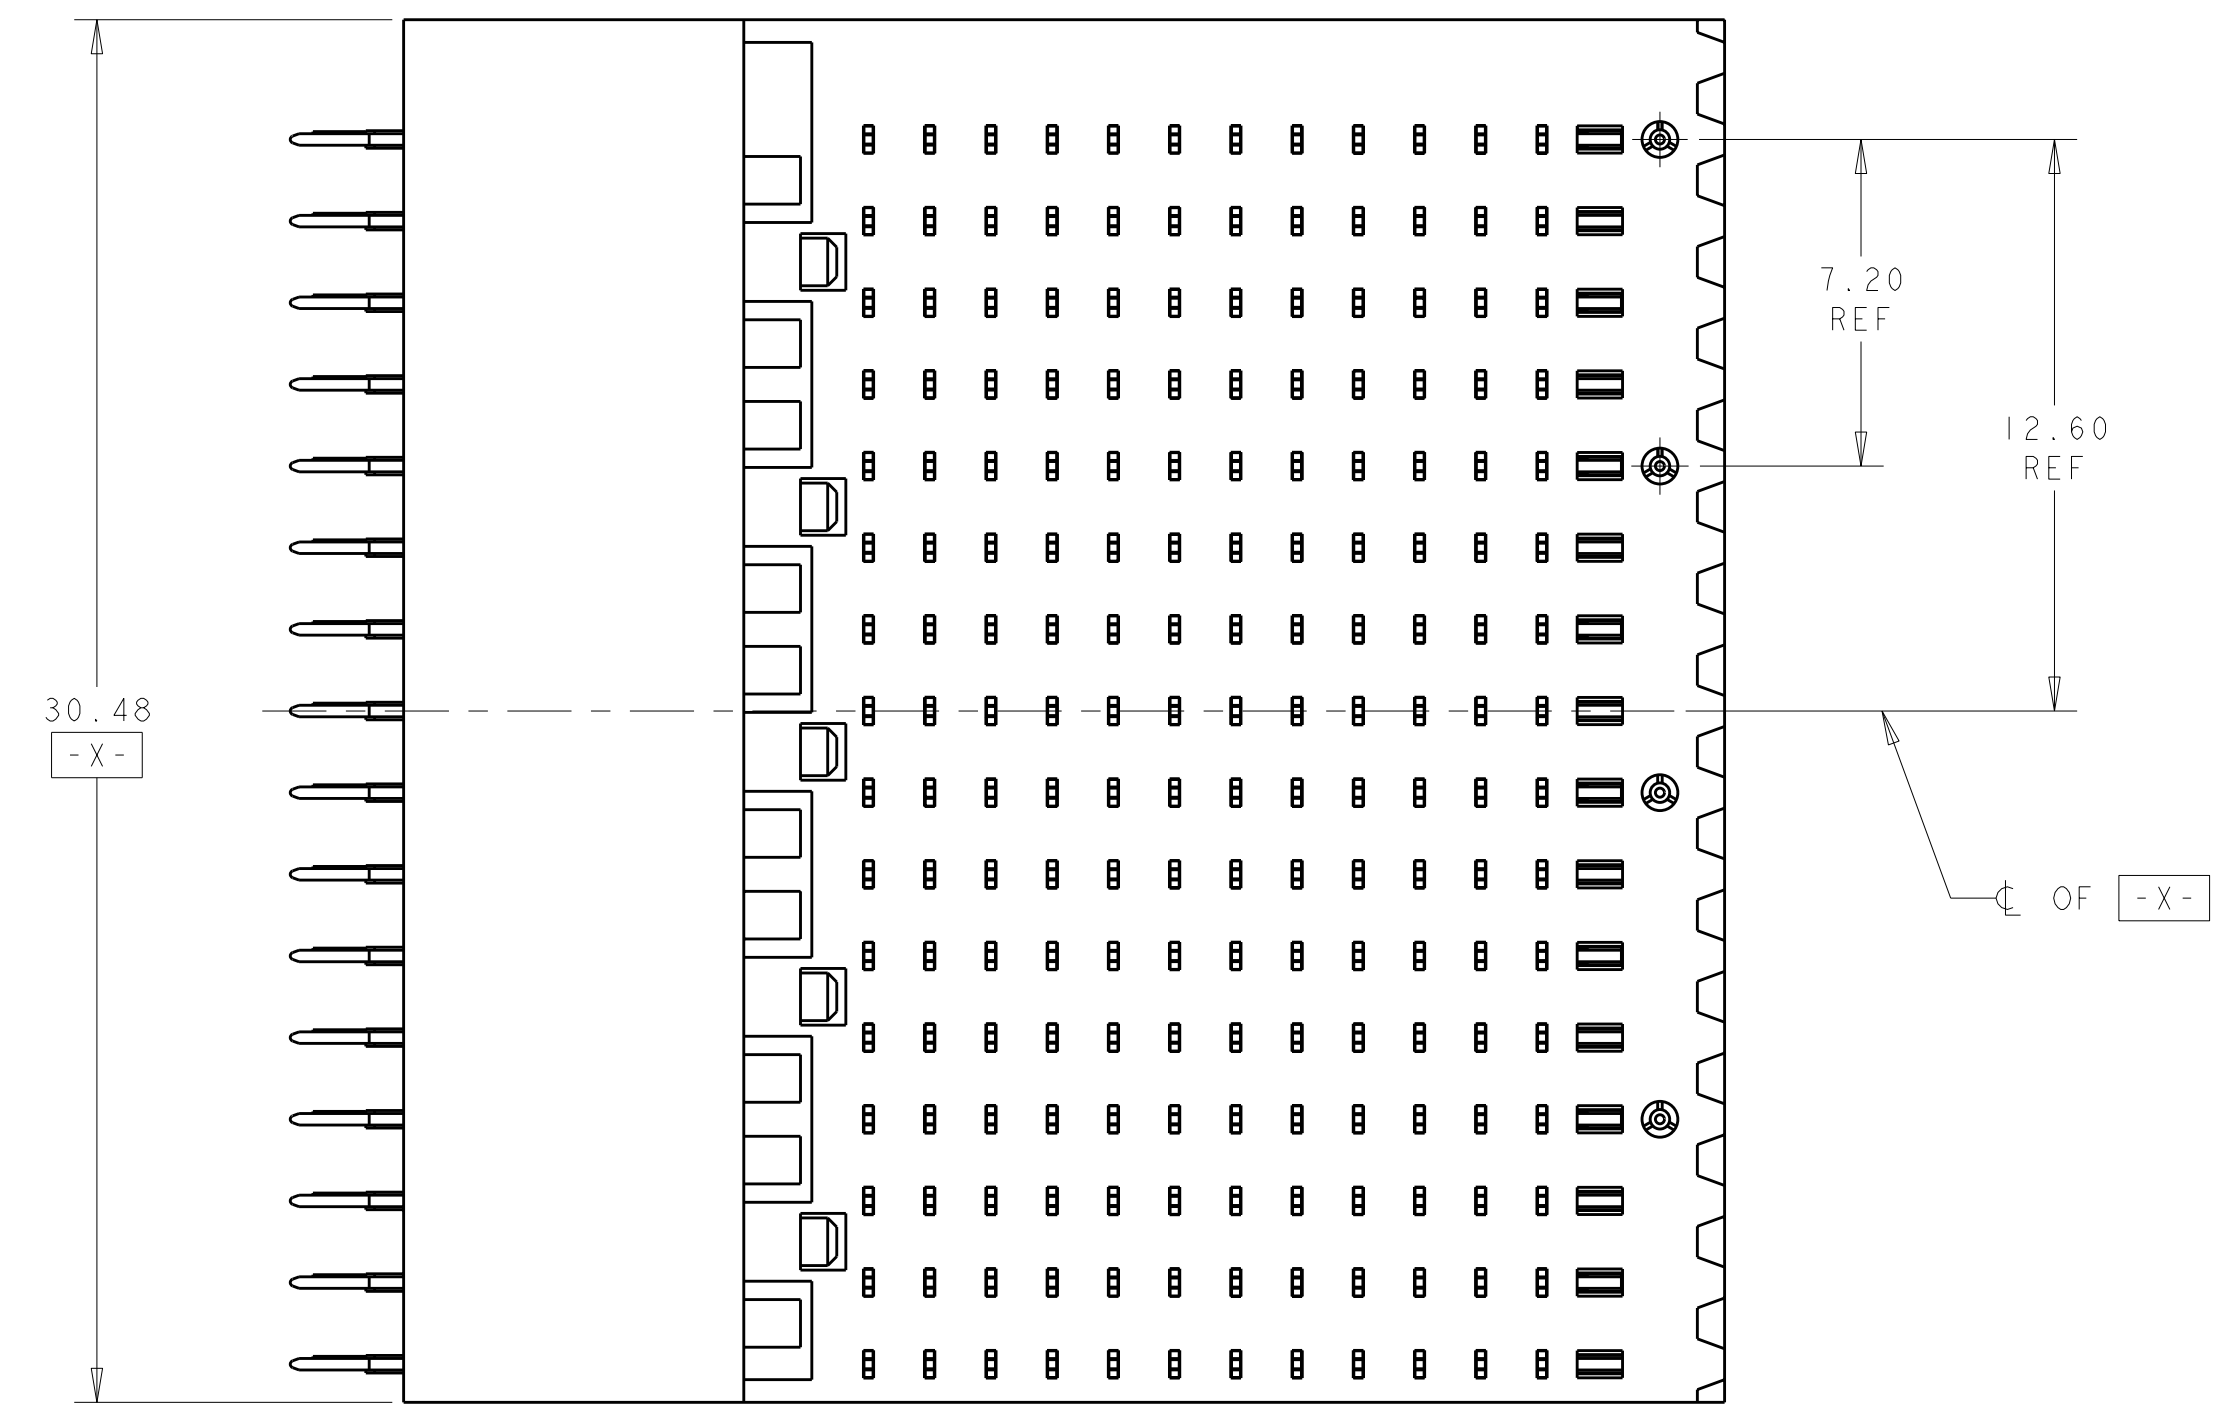 7.20
REF
12.60
REF
30.48
-X-
℄ OF -X-